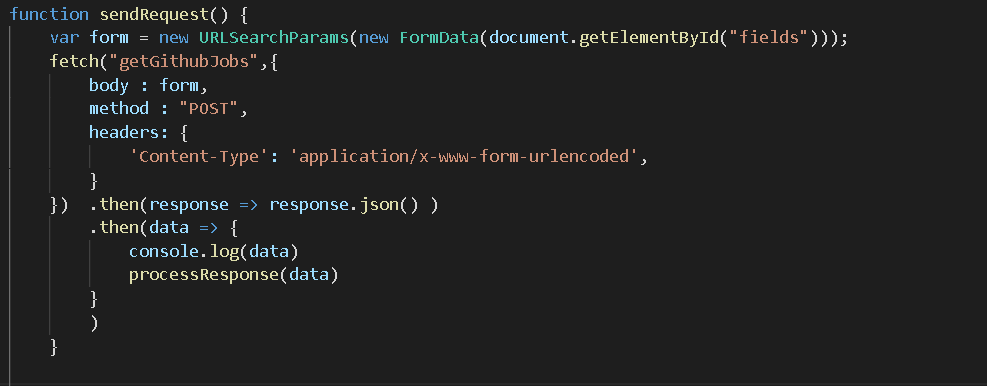 function sendRequest() {
    var form = new URLSearchParams(new FormData(document.getElementById("fields")));
    fetch("getGithubJobs",{
        body : form,
        method : "POST",
        headers: {
            'Content-Type': 'application/x-www-form-urlencoded',
        }
    })  .then(response => response.json() )
        .then(data => {
            console.log(data)
            processResponse(data)
        }
        )
    }